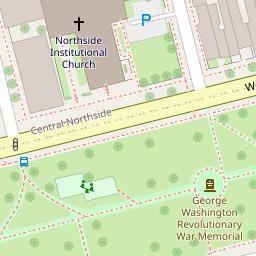 P
Northside
Institutional
Church
W
Central Northside
George
Washington
Revolutionary
War Memorial